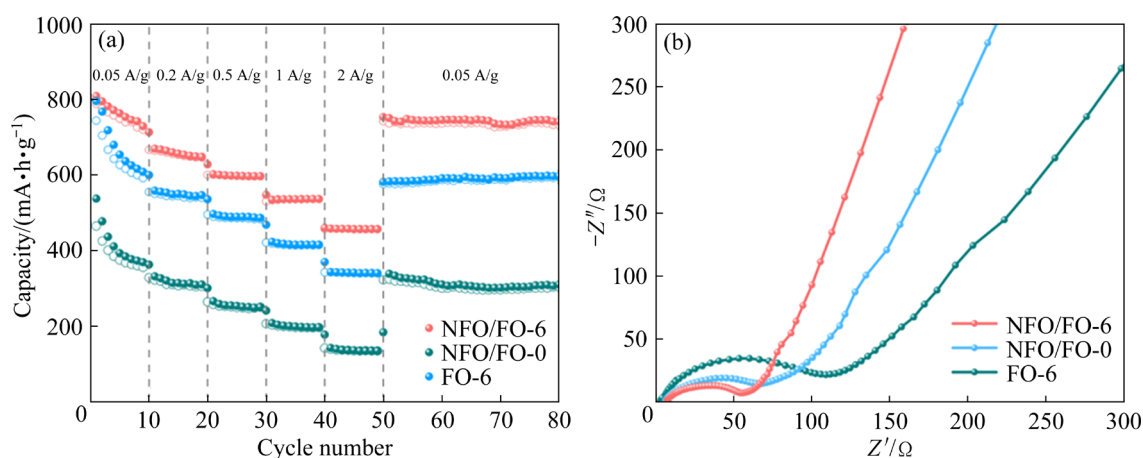 (a)
1000
800
600
400
200
0
Capacity/(mA•h•g⁻¹)
0.05 A/g
0.2 A/g
0.5 A/g
1 A/g
2 A/g
0.05 A/g
NFO/FO-6
NFO/FO-0
FO-6
0 10 20 30 40 50 60 70 80
Cycle number
(b)
300
250
200
150
100
50
0
−Z″/Ω
NFO/FO-6
NFO/FO-0
FO-6
0 50 100 150 200 250 300
Z′/Ω